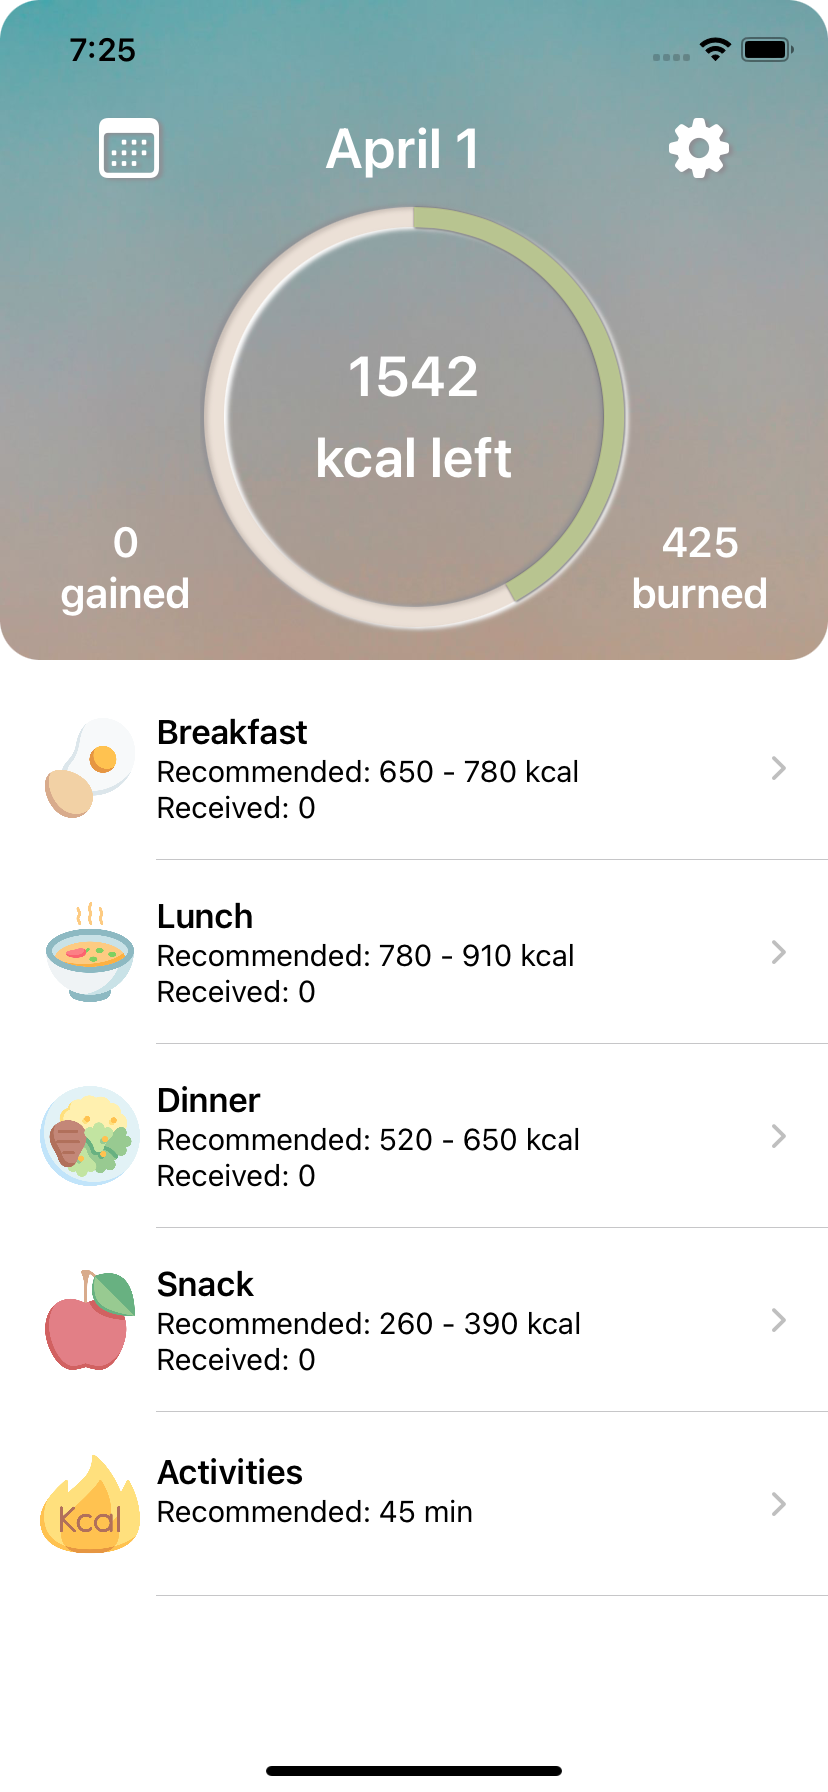 7:25
April 1
1542
kcal left
0
gained
425
burned
Breakfast
Recommended: 650 - 780 kcal
Received: 0
Lunch
Recommended: 780 - 910 kcal
Received: 0
Dinner
Recommended: 520 - 650 kcal
Received: 0
Snack
Recommended: 260 - 390 kcal
Received: 0
Kcal
Activities
Recommended: 45 min